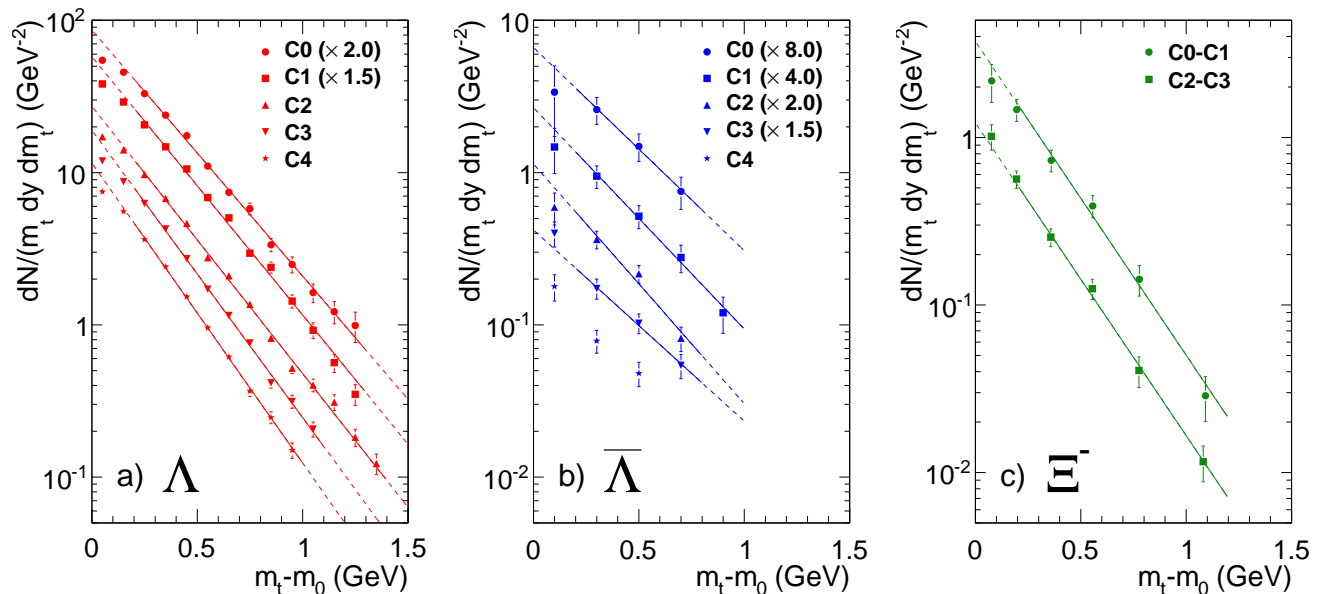 dN/(m_t dy dm_t) (GeV^-2)
10^2
10
1
10^-1
C0 (× 2.0)
C1 (× 1.5)
C2
C3
C4
a) Λ
0 0.5 1 1.5
m_t-m_0 (GeV)
dN/(m_t dy dm_t) (GeV^-2)
10
1
10^-1
10^-2
C0 (× 8.0)
C1 (× 4.0)
C2 (× 2.0)
C3 (× 1.5)
C4
b) Λ̅
0 0.5 1 1.5
m_t-m_0 (GeV)
dN/(m_t dy dm_t) (GeV^-2)
1
10^-1
10^-2
C0-C1
C2-C3
c) Ξ^-
0 0.5 1 1.5
m_t-m_0 (GeV)